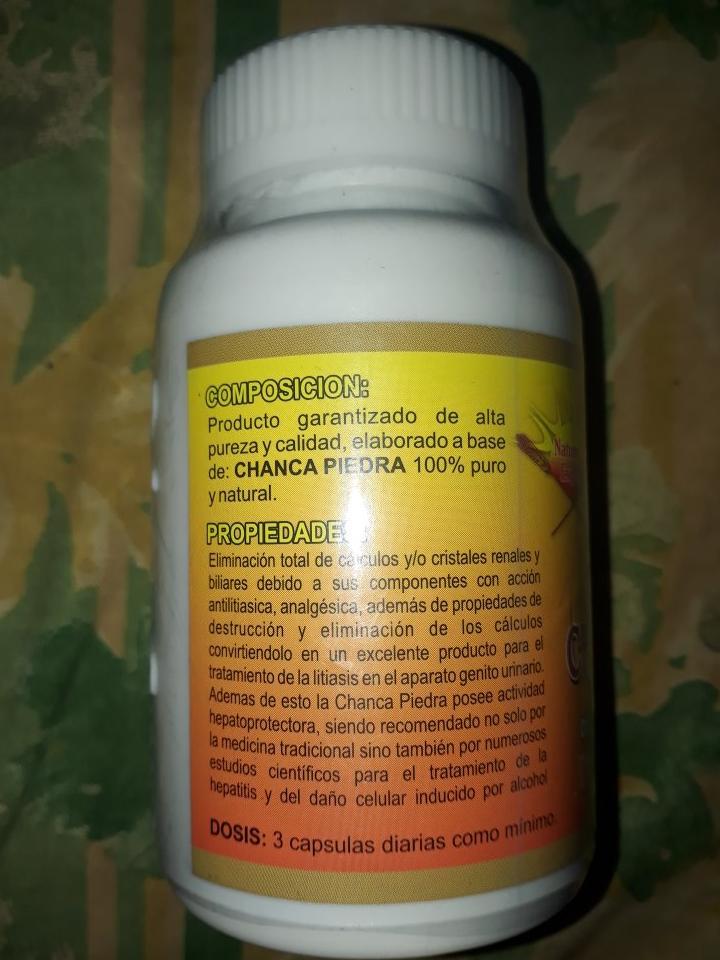 COMPOSICION:
Producto garantizado de alta
pureza y calidad, elaborado a base
de: CHANCA PIEDRA 100% puro
y natural.
PROPIEDADES:
Eliminación total de cálculos y/o cristales renales y
biliares debido a sus componentes con acción
antilitiasica, analgésica, además de propiedades de
destrucción y eliminación de los cálculos
convirtiendolo en un excelente producto para el
tratamiento de la litiasis en el aparato genito urinario.
Ademas de esto la Chanca Piedra posee actividad
hepatoprotectora, siendo recomendado no solo por
la medicina tradicional sino también por numerosos
estudios científicos para el tratamiento de la
hepatitis y del daño celular inducido por alcohol
DOSIS: 3 capsulas diarias como mínimo.